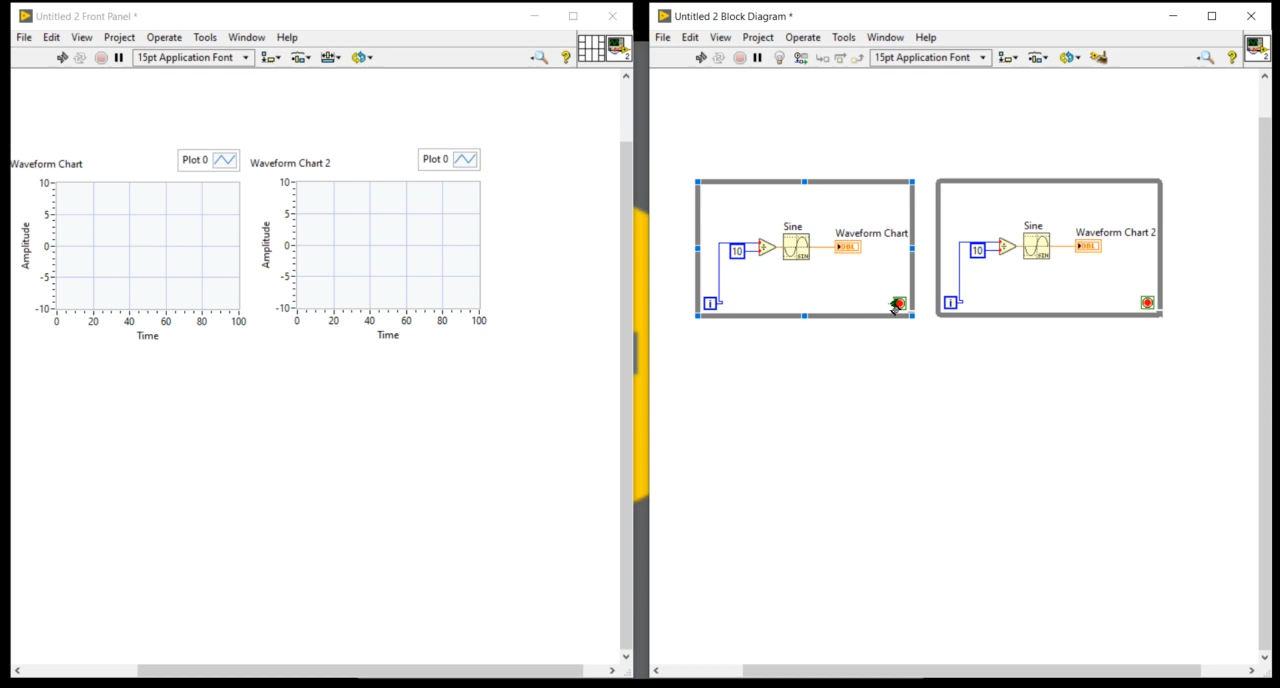 Untitled 2 Front Panel *
File Edit View Project Operate Tools Window Help
15pt Application Font
2
Waveform Chart
Plot 0
10
5
0
-5
-10
Amplitude
0 20 40 60 80 100
Time
Waveform Chart 2
Plot 0
10
5
0
-5
-10
Amplitude
0 20 40 60 80 100
Time
Untitled 2 Block Diagram *
File Edit View Project Operate Tools Window Help
15pt Application Font
2
Sine
Waveform Chart
10
SIN
DBL
i
Sine
Waveform Chart 2
10
SIN
DBL
i